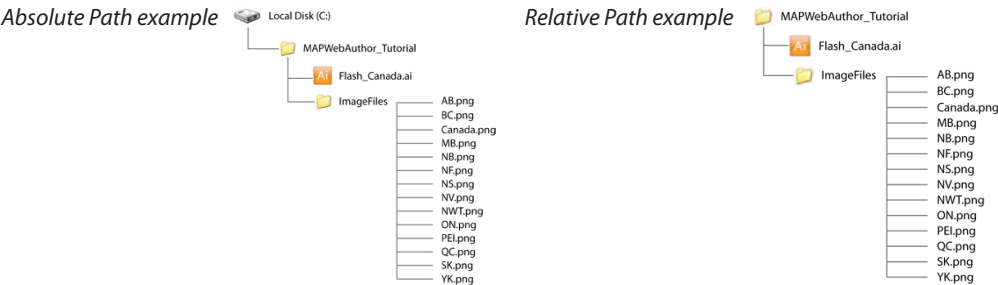 Absolute Path example
Local Disk (C:)
MAPWebAuthor_Tutorial
Ai Flash_Canada.ai
ImageFiles
AB.png
BC.png
Canada.png
MB.png
NB.png
NF.png
NS.png
NV.png
NWT.png
ON.png
PEI.png
QC.png
SK.png
YK.png
Relative Path example
MAPWebAuthor_Tutorial
Ai Flash_Canada.ai
ImageFiles
AB.png
BC.png
Canada.png
MB.png
NB.png
NF.png
NS.png
NV.png
NWT.png
ON.png
PEI.png
QC.png
SK.png
YK.png